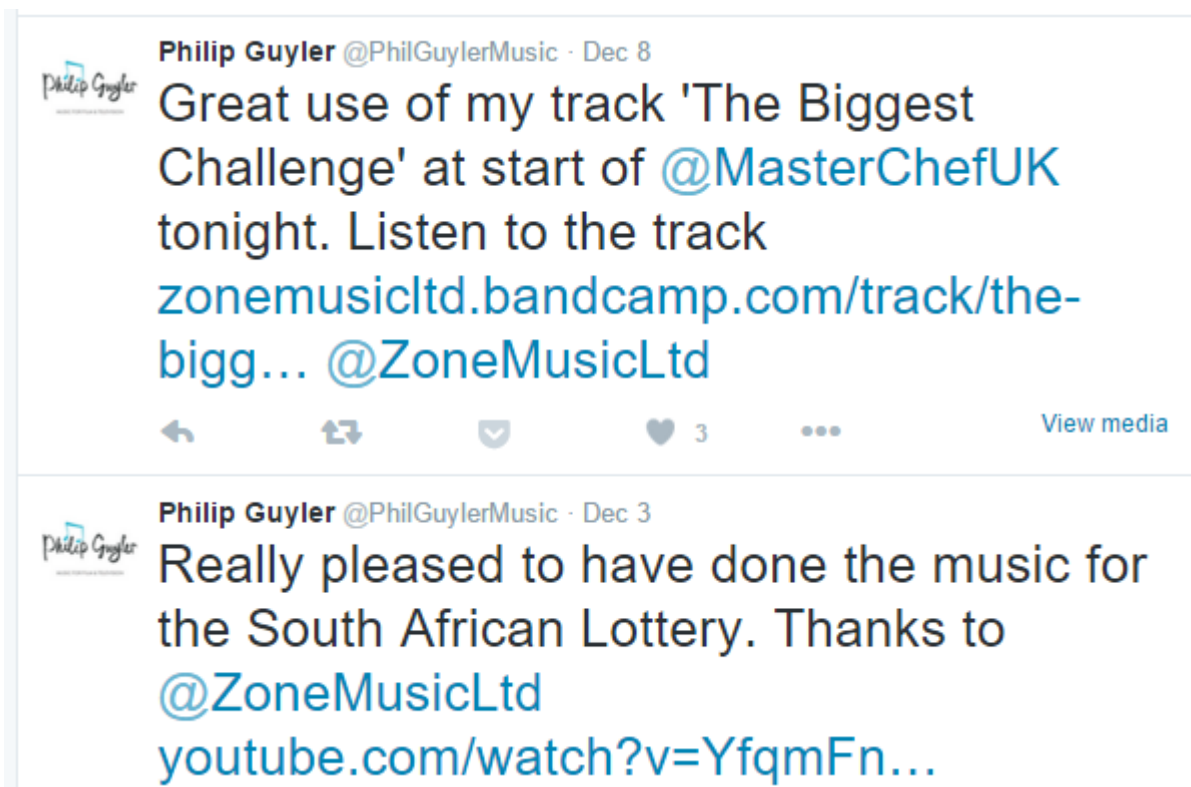 Philip Guyler @PhilGuylerMusic · Dec 8
Philip Guyler
Great use of my track 'The Biggest
Challenge' at start of @MasterChefUK
tonight. Listen to the track
zonemusicltd.bandcamp.com/track/the-
bigg… @ZoneMusicLtd
3
View media
Philip Guyler @PhilGuylerMusic · Dec 3
Philip Guyler
Really pleased to have done the music for
the South African Lottery. Thanks to
@ZoneMusicLtd
youtube.com/watch?v=YfqmFn…